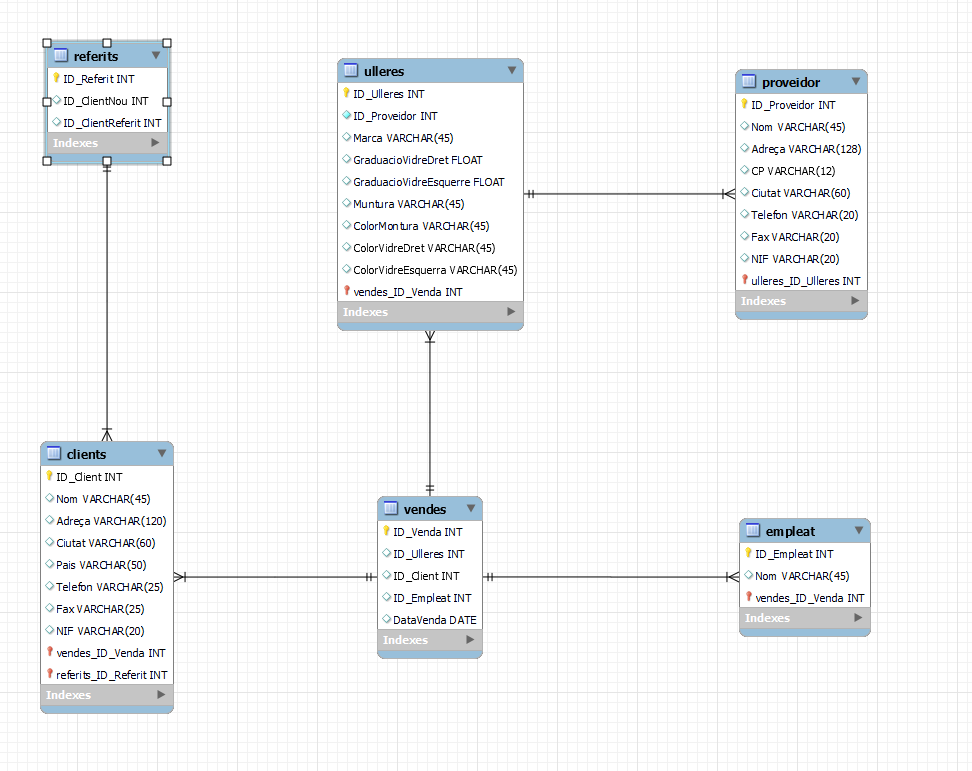 referits
ID_Referit INT
ID_ClientNou INT
ID_ClientReferit INT
Indexes
ulleres
ID_Ulleres INT
ID_Proveidor INT
Marca VARCHAR(45)
GraduacioVidreDret FLOAT
GraduacioVidreEsquerre FLOAT
Muntura VARCHAR(45)
ColorMontura VARCHAR(45)
ColorVidreDret VARCHAR(45)
ColorVidreEsquerra VARCHAR(45)
vendes_ID_Venda INT
Indexes
proveidor
ID_Proveidor INT
Nom VARCHAR(45)
Adreça VARCHAR(128)
CP VARCHAR(12)
Ciutat VARCHAR(60)
Telefon VARCHAR(20)
Fax VARCHAR(20)
NIF VARCHAR(20)
ulleres_ID_Ulleres INT
Indexes
clients
ID_Client INT
Nom VARCHAR(45)
Adreça VARCHAR(120)
Ciutat VARCHAR(60)
Pais VARCHAR(50)
Telefon VARCHAR(25)
Fax VARCHAR(25)
NIF VARCHAR(20)
vendes_ID_Venda INT
referits_ID_Referit INT
Indexes
vendes
ID_Venda INT
ID_Ulleres INT
ID_Client INT
ID_Empleat INT
DataVenda DATE
Indexes
empleat
ID_Empleat INT
Nom VARCHAR(45)
vendes_ID_Venda INT
Indexes